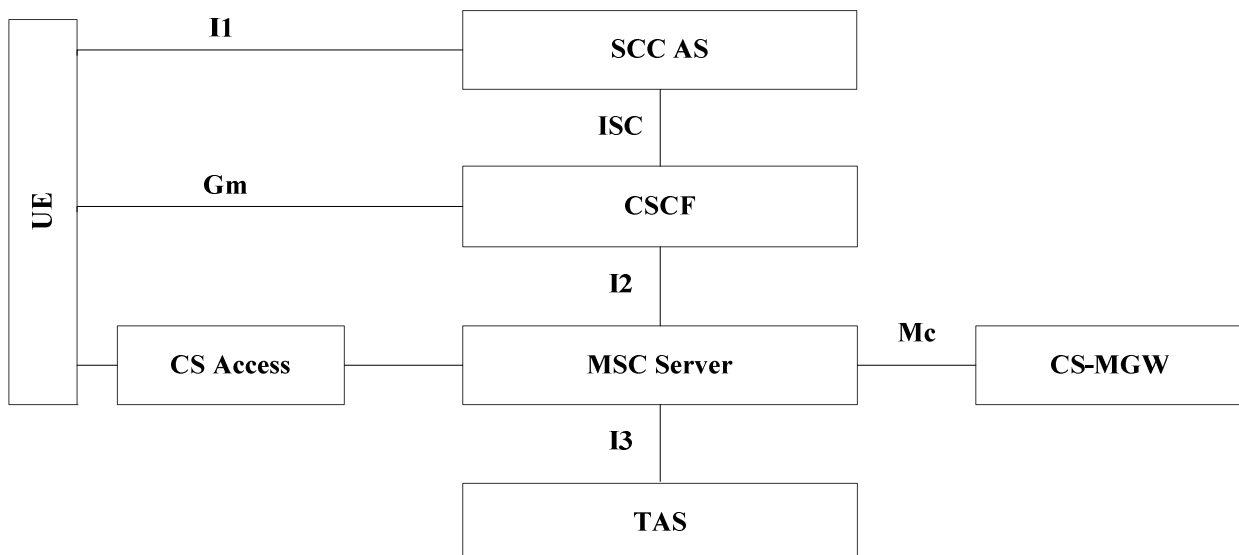 I1
SCC AS
ISC
UE
Gm
CSCF
I2
CS Access
MSC Server
Mc
CS-MGW
I3
TAS